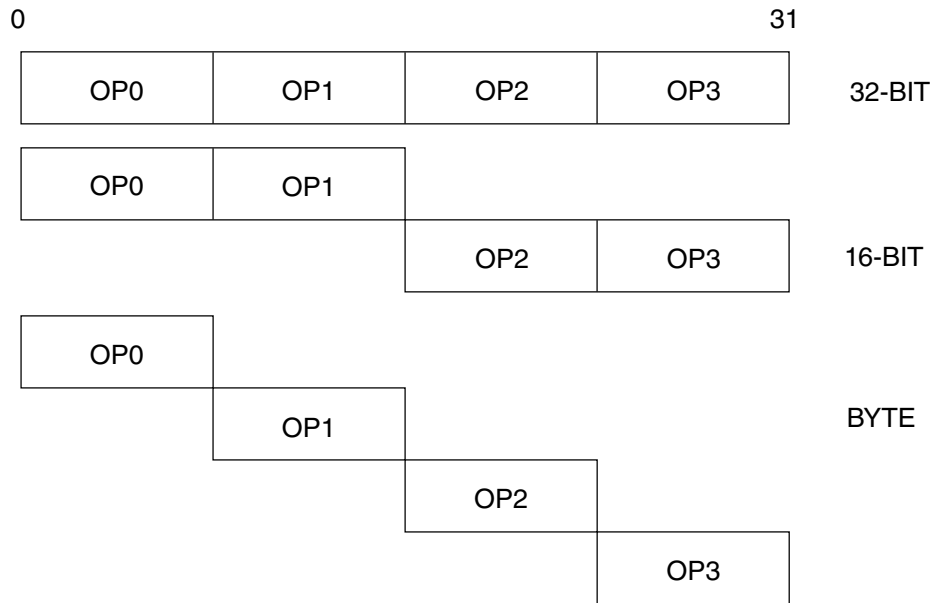 0 31
OP0 OP1 OP2 OP3 32-BIT
OP0 OP1
OP2 OP3 16-BIT
OP0
OP1 BYTE
OP2
OP3